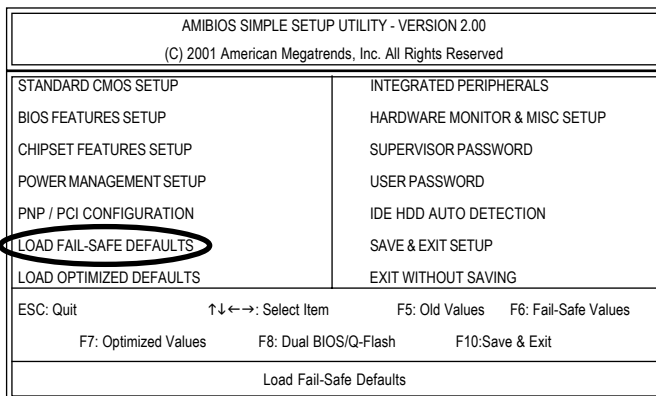 AMIBIOS SIMPLE SETUP UTILITY - VERSION 2.00
(C) 2001 American Megatrends, Inc. All Rights Reserved
STANDARD CMOS SETUP
BIOS FEATURES SETUP
CHIPSET FEATURES SETUP
POWER MANAGEMENT SETUP
PNP / PCI CONFIGURATION
LOAD FAIL-SAFE DEFAULTS
LOAD OPTIMIZED DEFAULTS
INTEGRATED PERIPHERALS
HARDWARE MONITOR & MISC SETUP
SUPERVISOR PASSWORD
USER PASSWORD
IDE HDD AUTO DETECTION
SAVE & EXIT SETUP
EXIT WITHOUT SAVING
ESC: Quit ↑↓←→: Select Item F5: Old Values F6: Fail-Safe Values
F7: Optimized Values F8: Dual BIOS/Q-Flash F10:Save & Exit
Load Fail-Safe Defaults